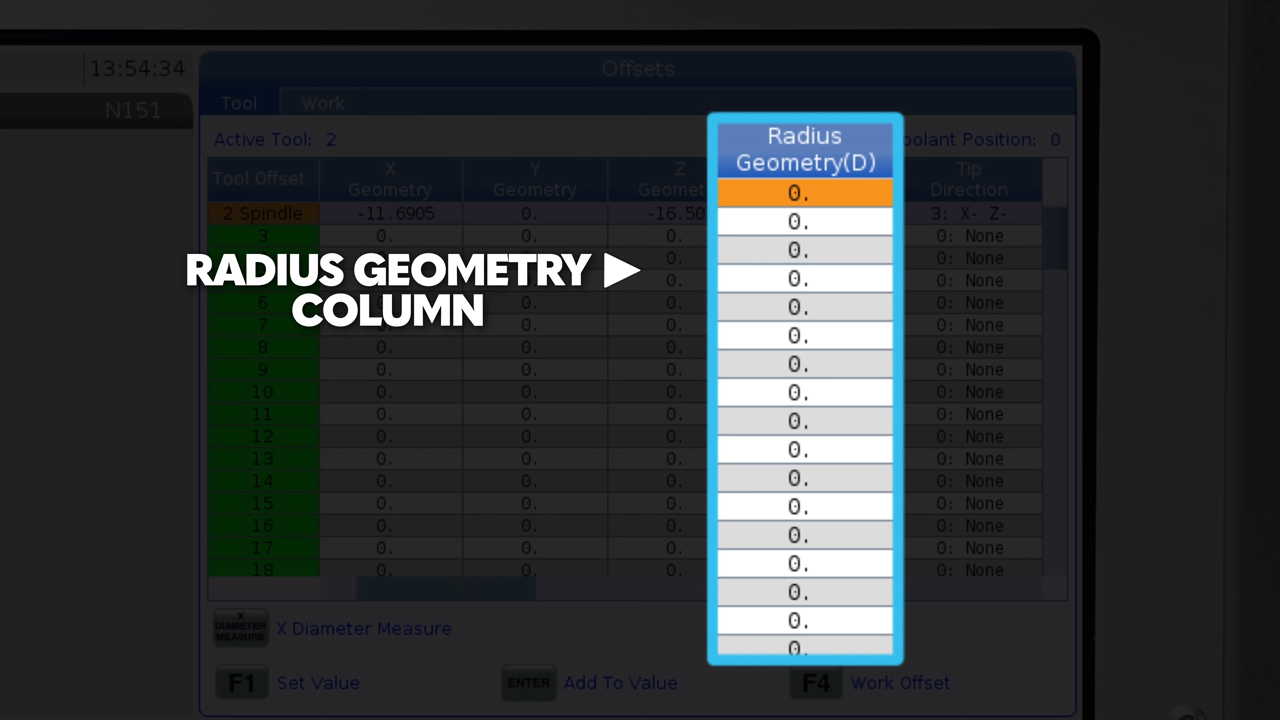 13:54:34
N151
Offsets
Tool Work
Active Tool: 2
oolant Position: 0
Tool Offset
X
Geometry
Y
Geometry
Z
Geomet
Radius
Geometry(D)
Tip
Direction
2 Spindle -11.6905 0. -16.50 0. 3: X- Z-
3 0. 0. 0. 0. 0: None
0. 0. 0: None
RADIUS GEOMETRY ►
COLUMN
0. 0. 0: None
6 0. 0. 0. 0: None
7 0. 0. 0. 0. 0: None
8 0. 0. 0. 0. 0: None
9 0. 0. 0. 0. 0: None
10 0. 0. 0. 0. 0: None
11 0. 0. 0. 0. 0: None
12 0. 0. 0. 0. 0: None
13 0. 0. 0. 0. 0: None
14 0. 0. 0. 0. 0: None
15 0. 0. 0. 0. 0: None
16 0. 0. 0. 0. 0: None
17 0. 0. 0. 0. 0: None
18 0. 0. 0. 0. 0: None
X
DIAMETER
MEASURE
X Diameter Measure
F1 Set Value
ENTER Add To Value
F4 Work Offset